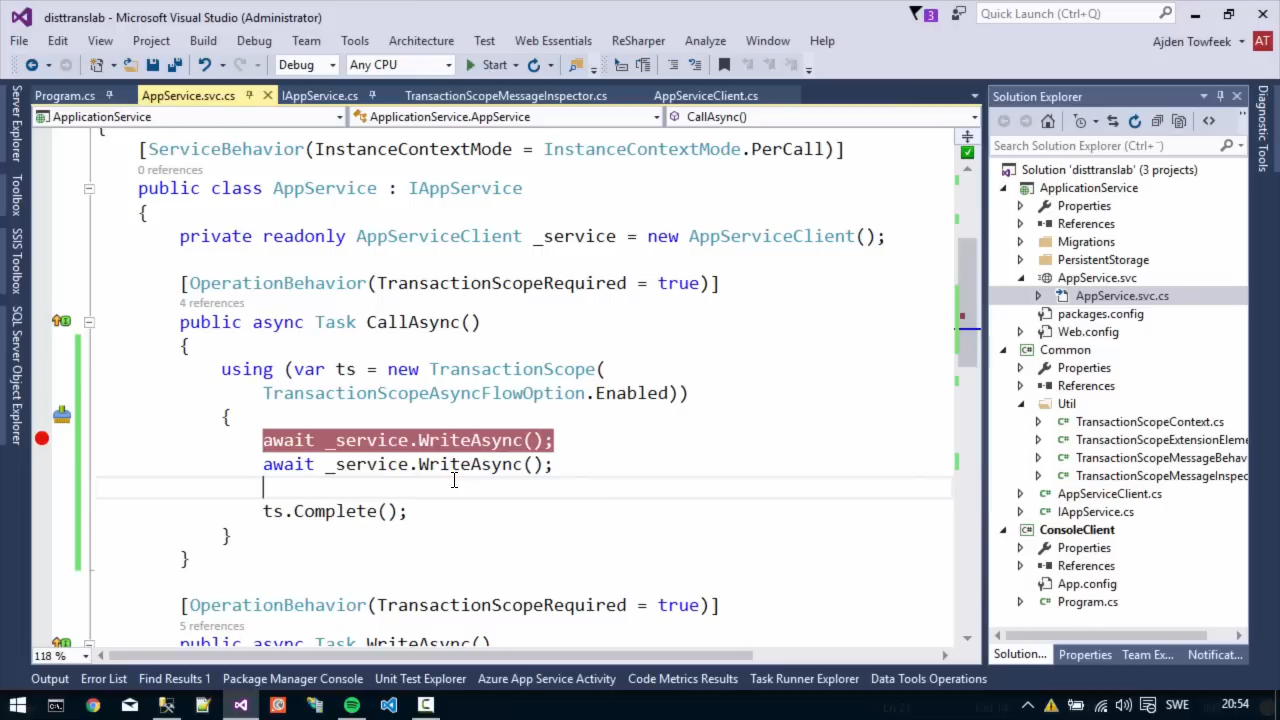 disttranslab - Microsoft Visual Studio (Administrator)
3
Quick Launch (Ctrl+Q)
File Edit View Project Build Debug Team Tools Architecture Test Web Essentials ReSharper Analyze Window Help
Ajden Towfeek AT
Debug Any CPU Start
Program.cs AppService.svc.cs IAppService.cs TransactionScopeMessageInspector.cs AppServiceClient.cs
ApplicationService ApplicationService.AppService CallAsync()
{
[ServiceBehavior(InstanceContextMode = InstanceContextMode.PerCall)]
0 references
public class AppService : IAppService
{
private readonly AppServiceClient _service = new AppServiceClient();
[OperationBehavior(TransactionScopeRequired = true)]
4 references
public async Task CallAsync()
{
using (var ts = new TransactionScope(
TransactionScopeAsyncFlowOption.Enabled))
{
await _service.WriteAsync();
await _service.WriteAsync();
ts.Complete();
}
}
[OperationBehavior(TransactionScopeRequired = true)]
5 references
public async Task WriteAsync()
118 %
Server Explorer
Toolbox
SSIS Toolbox
SQL Server Object Explorer
Solution Explorer
Search Solution Explorer (Ctrl+¨)
Solution 'disttranslab' (3 projects)
ApplicationService
Properties
References
Migrations
PersistentStorage
AppService.svc
AppService.svc.cs
packages.config
Web.config
Common
Properties
References
Util
TransactionScopeContext.cs
TransactionScopeExtensionEleme
TransactionScopeMessageBehavio
TransactionScopeMessageInspec
AppServiceClient.cs
IAppService.cs
ConsoleClient
Properties
References
App.config
Program.cs
Solution... Properties Team Ex... Notificat...
Diagnostic Tools
Output Error List Find Results 1 Package Manager Console Unit Test Explorer Azure App Service Activity Code Metrics Results Task Runner Explorer Data Tools Operations
SWE 20:54